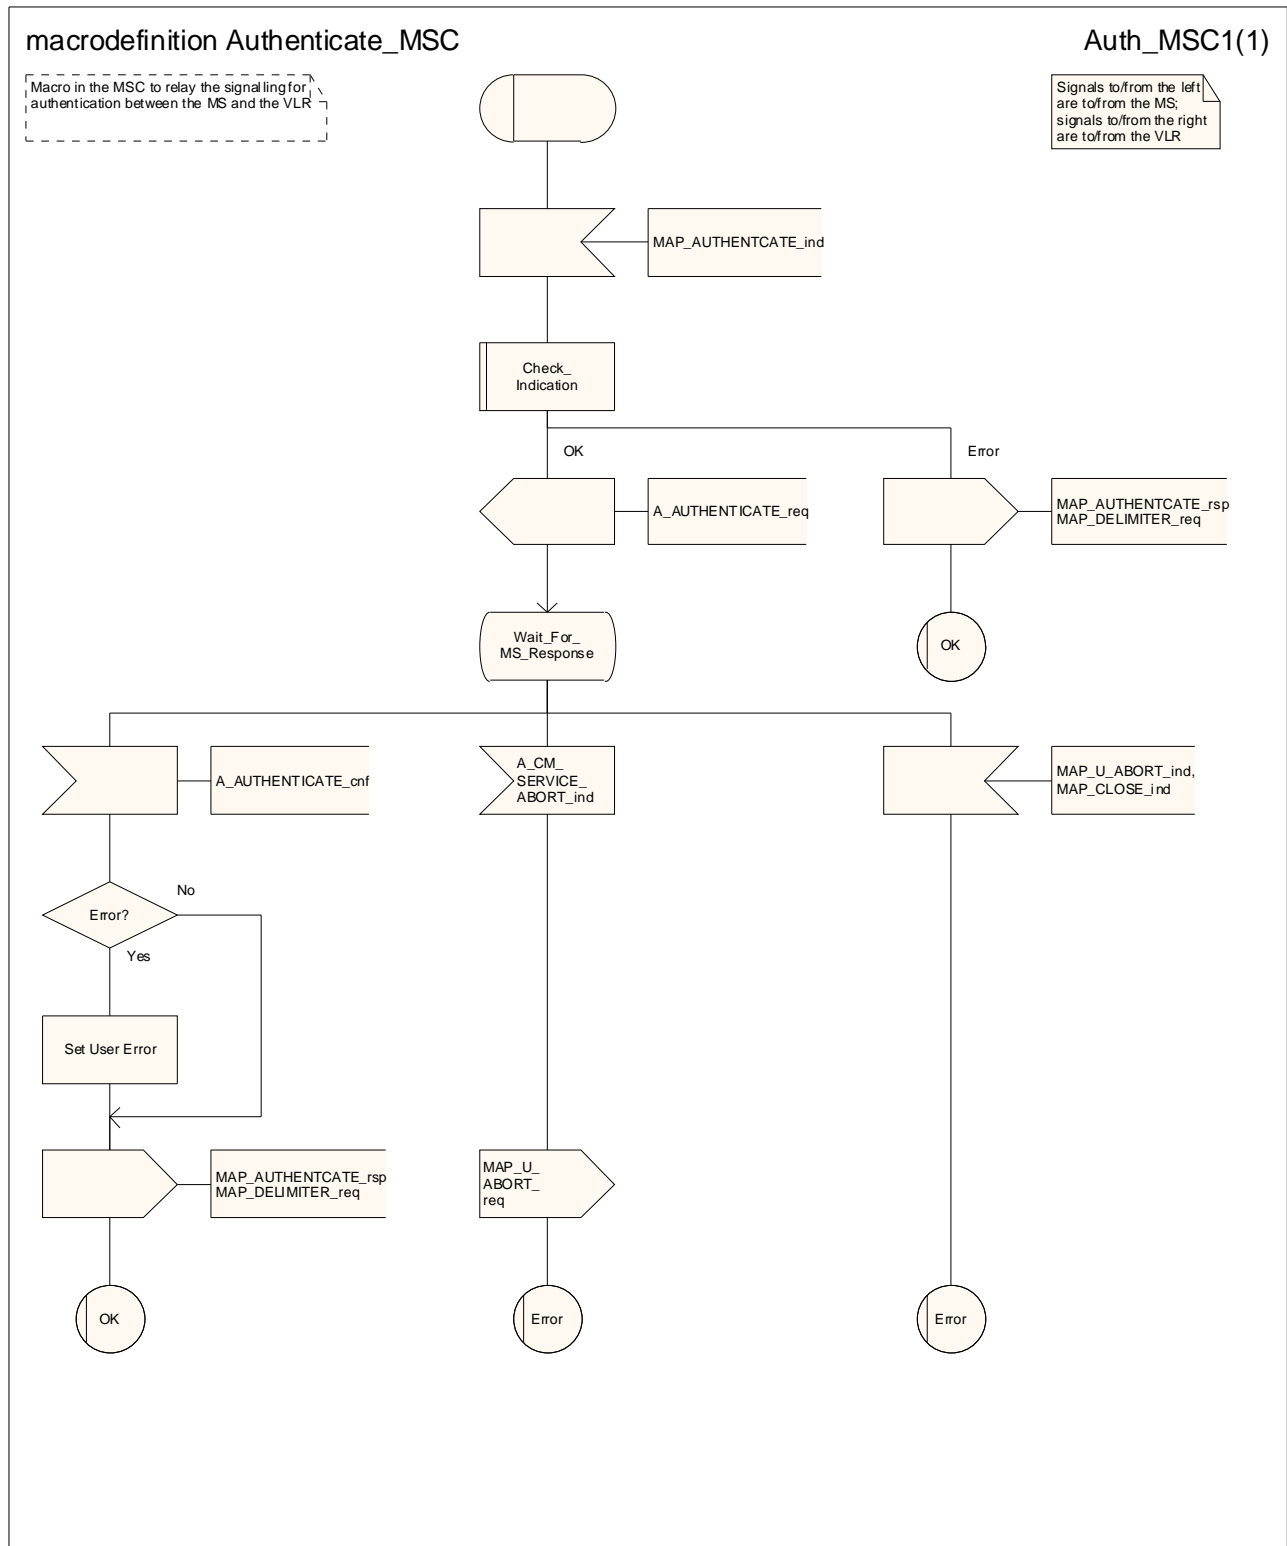 macrodefinition Authenticate_MSC
Auth_MSC1(1)
Macro in the MSC to relay the signalling for
authentication between the MS and the VLR
Signals to/from the left
are to/from the MS;
signals to/from the right
are to/from the VLR
MAP_AUTHENTCATE_ind
Check_
Indication
OK
Error
A_AUTHENTICATE_req
MAP_AUTHENTCATE_rsp
MAP_DELIMITER_req
Wait_For_
MS_Response
OK
A_AUTHENTICATE_cnf
A_CM_
SERVICE_
ABORT_ind
MAP_U_ABORT_ind,
MAP_CLOSE_ind
No
Error?
Yes
Set User Error
MAP_AUTHENTCATE_rsp
MAP_DELIMITER_req
MAP_U_
ABORT_
req
OK
Error
Error